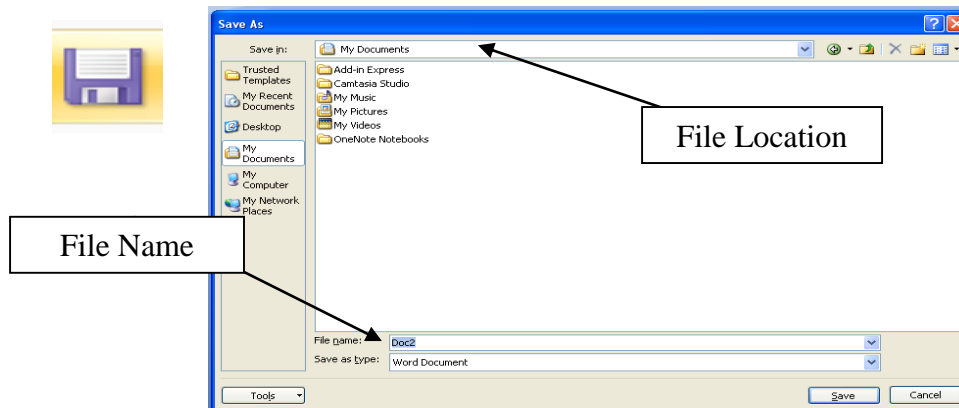 Save As
Save in:
My Documents
Trusted
Templates
My Recent
Documents
Desktop
My
Documents
My
Computer
My Network
Places
Add-in Express
Camtasia Studio
My Music
My Pictures
My Videos
OneNote Notebooks
File Location
File Name
File name:
Doc2
Save as type:
Word Document
Tools
Save
Cancel